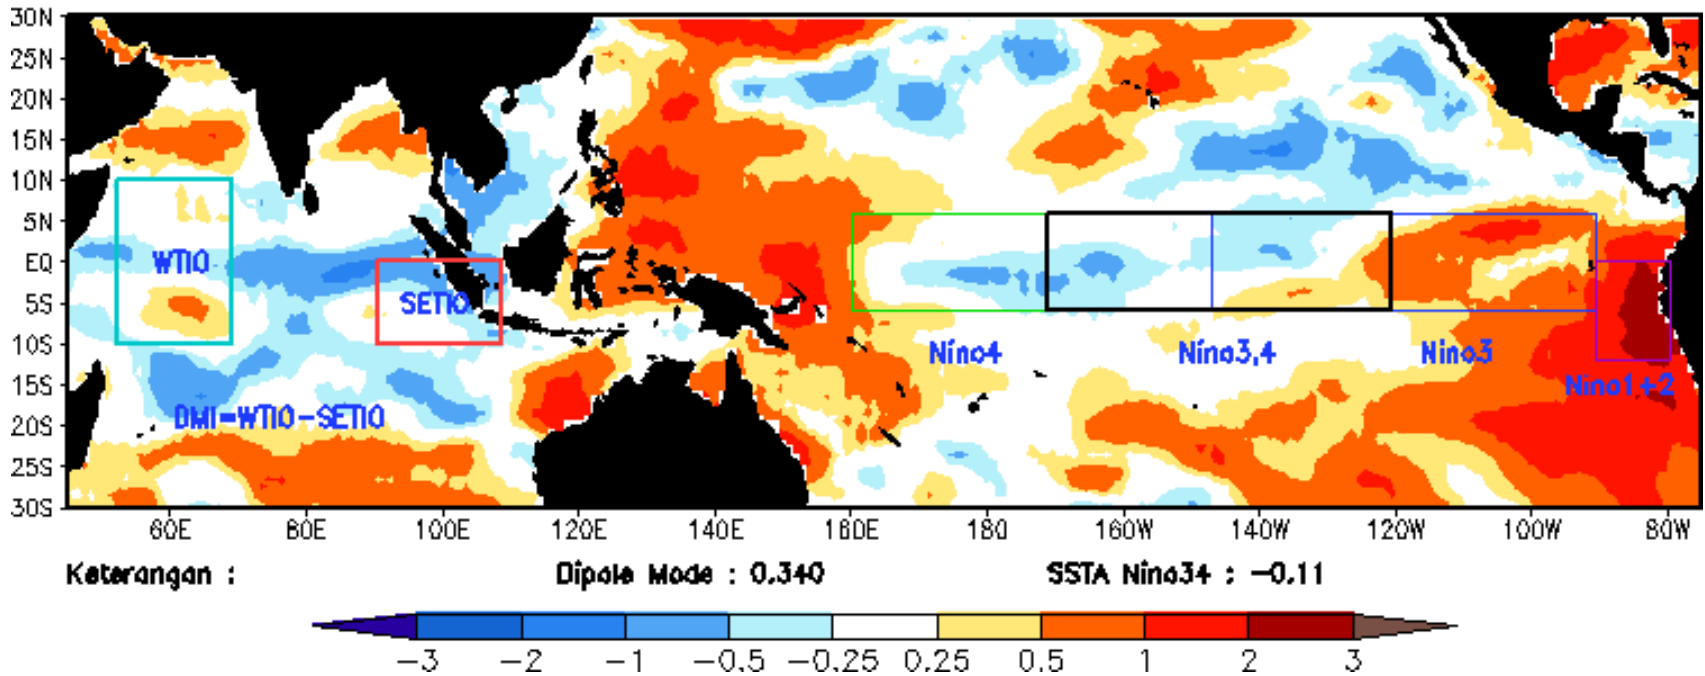 30N
25N
20N
15N
10N
5N
EQ
5S
10S
15S
20S
25S
30S
WTIO
SETIO
DMI=WTIO-SETIO
Nino4
Nino3,4
Nino3
Nino1+2
60E 80E 100E 120E 140E 160E 180 160W 140W 120W 100W 80W
Keterangan : Dipole Mode : 0.340 SSTA Nino34 : -0.11
-3 -2 -1 -0.5 -0.25 0.25 0.5 1 2 3